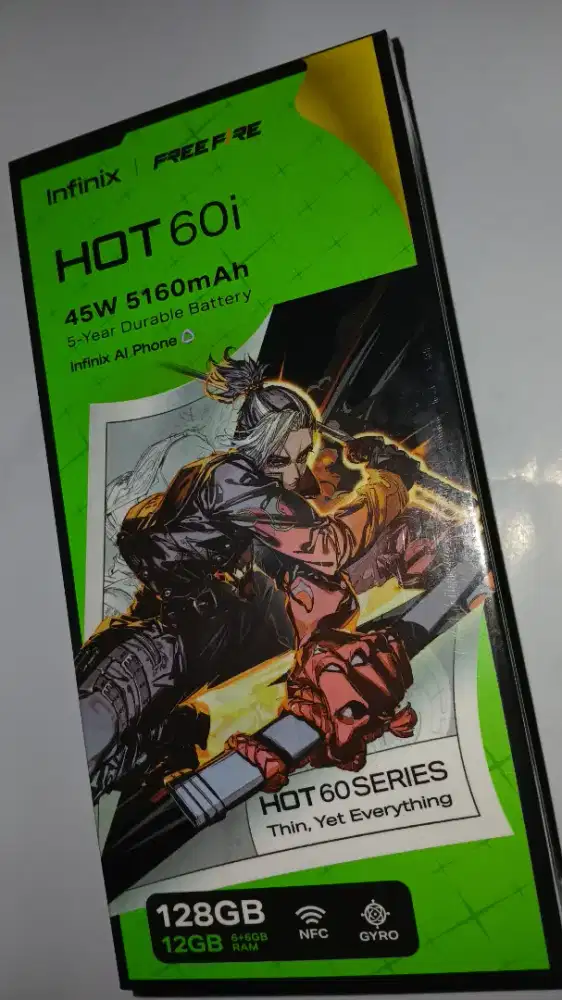 Infinix | FREE FIRE
HOT 60i
45W 5160mAh
5-Year Durable Battery
Infinix AI Phone
HOT 60 SERIES
Thin, Yet Everything
128GB
12GB 6+6GB RAM
NFC
GYRO